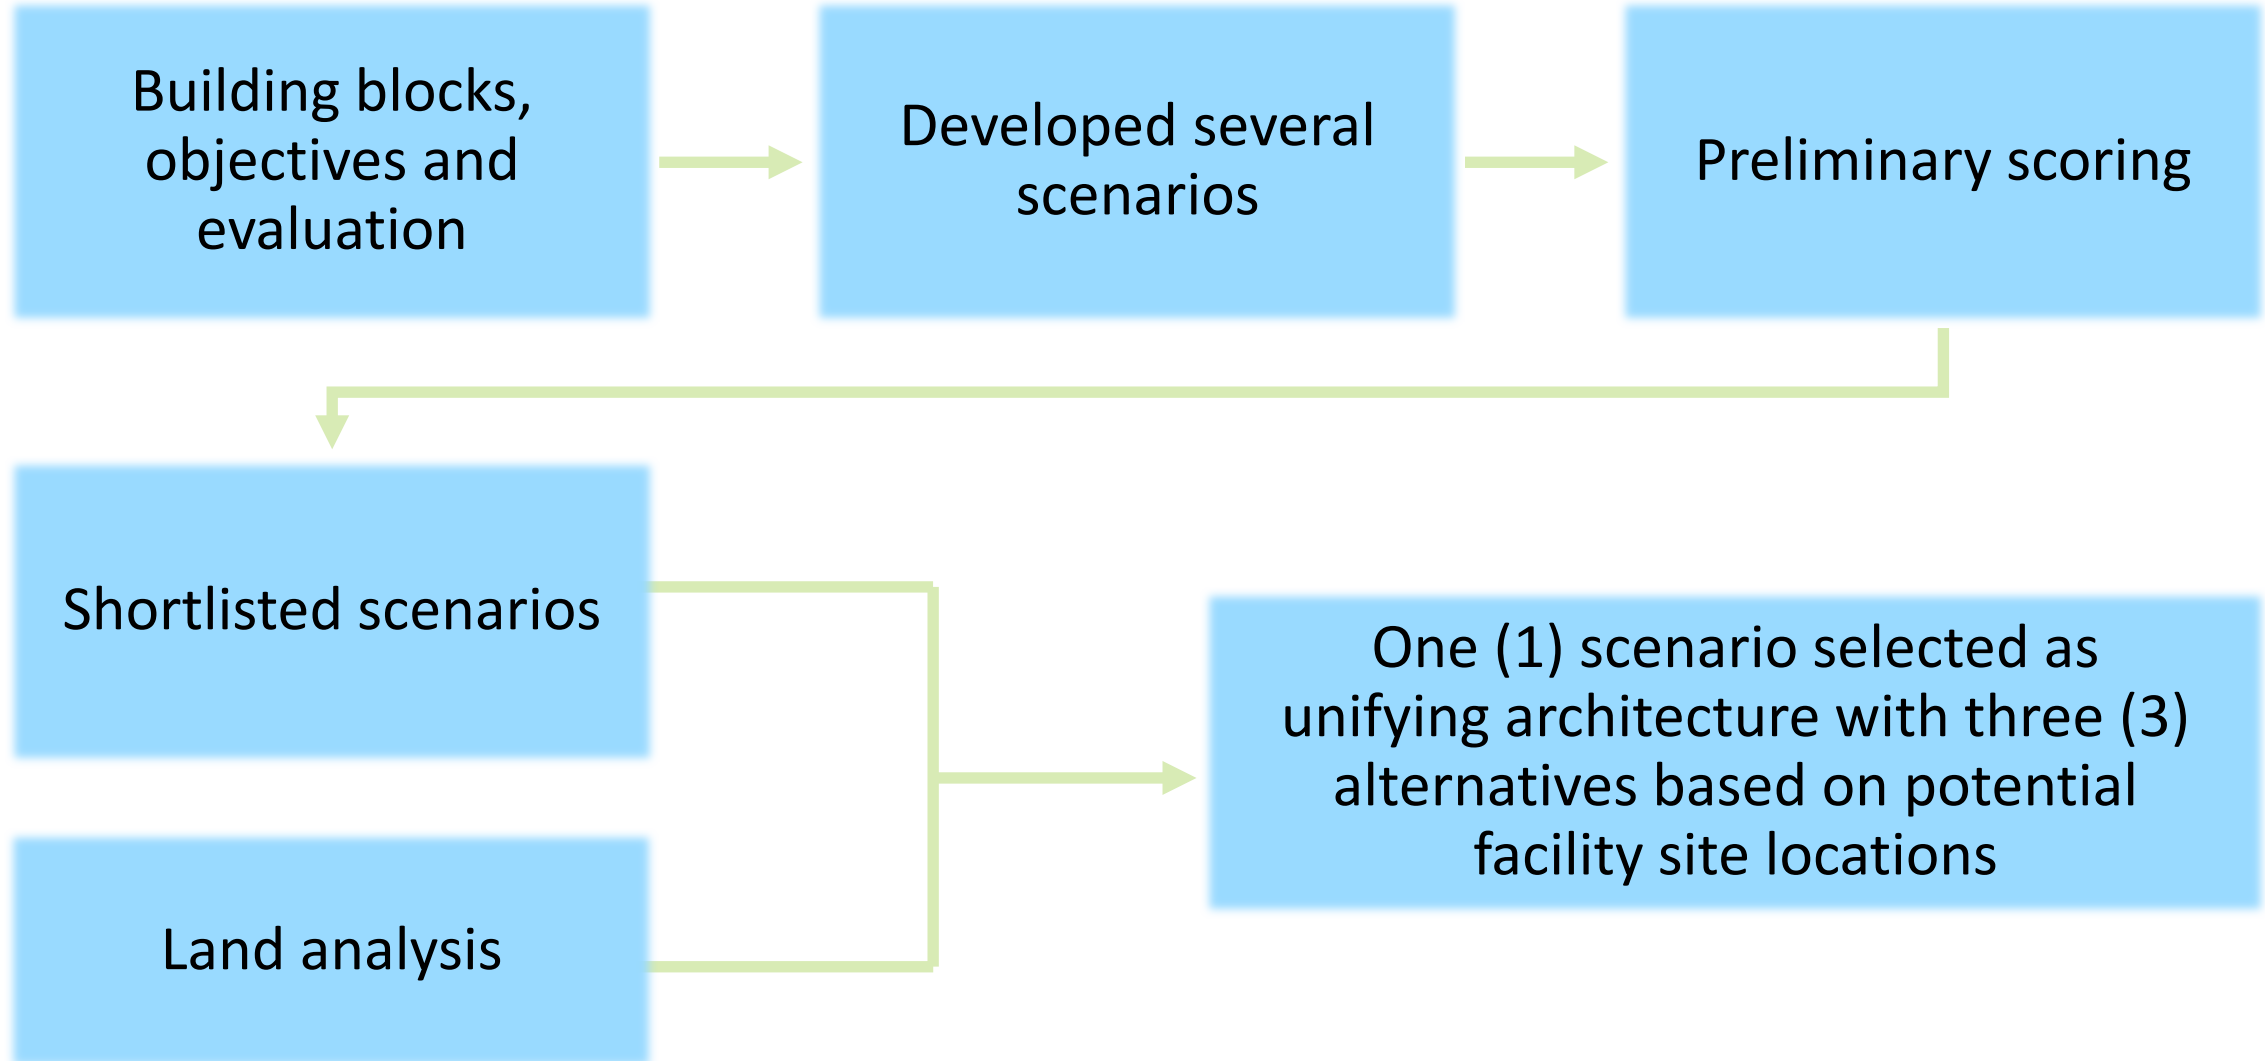 Building blocks,
objectives and
evaluation
Developed several
scenarios
Preliminary scoring
Shortlisted scenarios
One (1) scenario selected as
unifying architecture with three (3)
alternatives based on potential
facility site locations
Land analysis